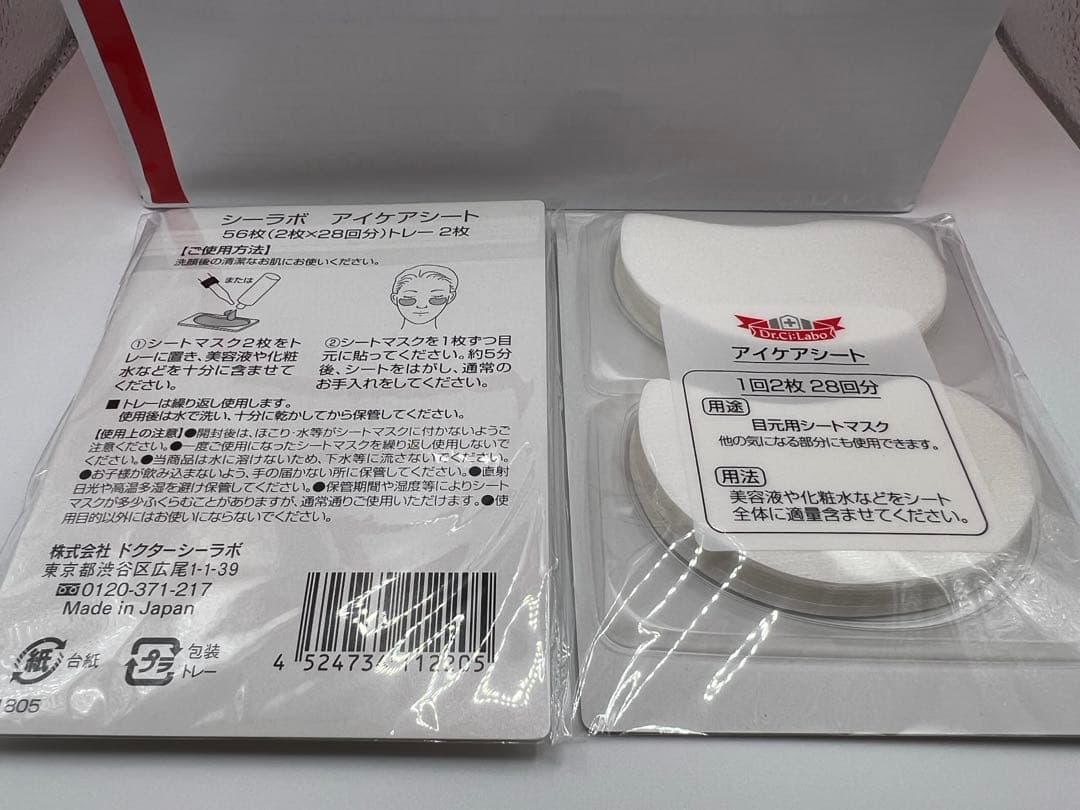 シーラボ アイケアシート
56枚(2枚×28回分)トレー 2枚
【ご使用方法】
洗顔後の清潔なお肌にお使いください。
または
①シートマスク2枚をト
レーに置き、美容液や化粧
水などを十分に含ませて
ください。
②シートマスクを1枚ずつ目
元に貼ってください。約5分
後、シートをはがし、通常の
お手入れをしてください。
■トレーは繰り返し使用します。
使用後は水で洗い、十分に乾かしてから保管してください。
【使用上の注意】●開封後は、ほこり・水等がシートマスクに付かないようご
注意ください。●一度ご使用になったシートマスクを繰り返し使用しないで
ください。●当商品は水に溶けないため、下水等に流さないでください。
●お子様が飲み込まないよう、手の届かない所に保管してください。●直射
日光や高温多湿を避け保管してください。●保管期間や湿度等によりシート
マスクが多少ふくらむことがありますが、通常通りご使用いただけます。●使
用目的以外にはお使いにならないでください。
株式会社 ドクターシーラボ
東京都渋谷区広尾1-1-39
0120-371-217
Made in Japan
紙 台紙
プラ 包装
トレー
4 524734 112205
1805
Dr.Ci:Labo
アイケアシート
1回2枚 28回分
用途
目元用シートマスク
他の気になる部分にも使用できます。
用法
美容液や化粧水などをシート
全体に適量含ませてください。